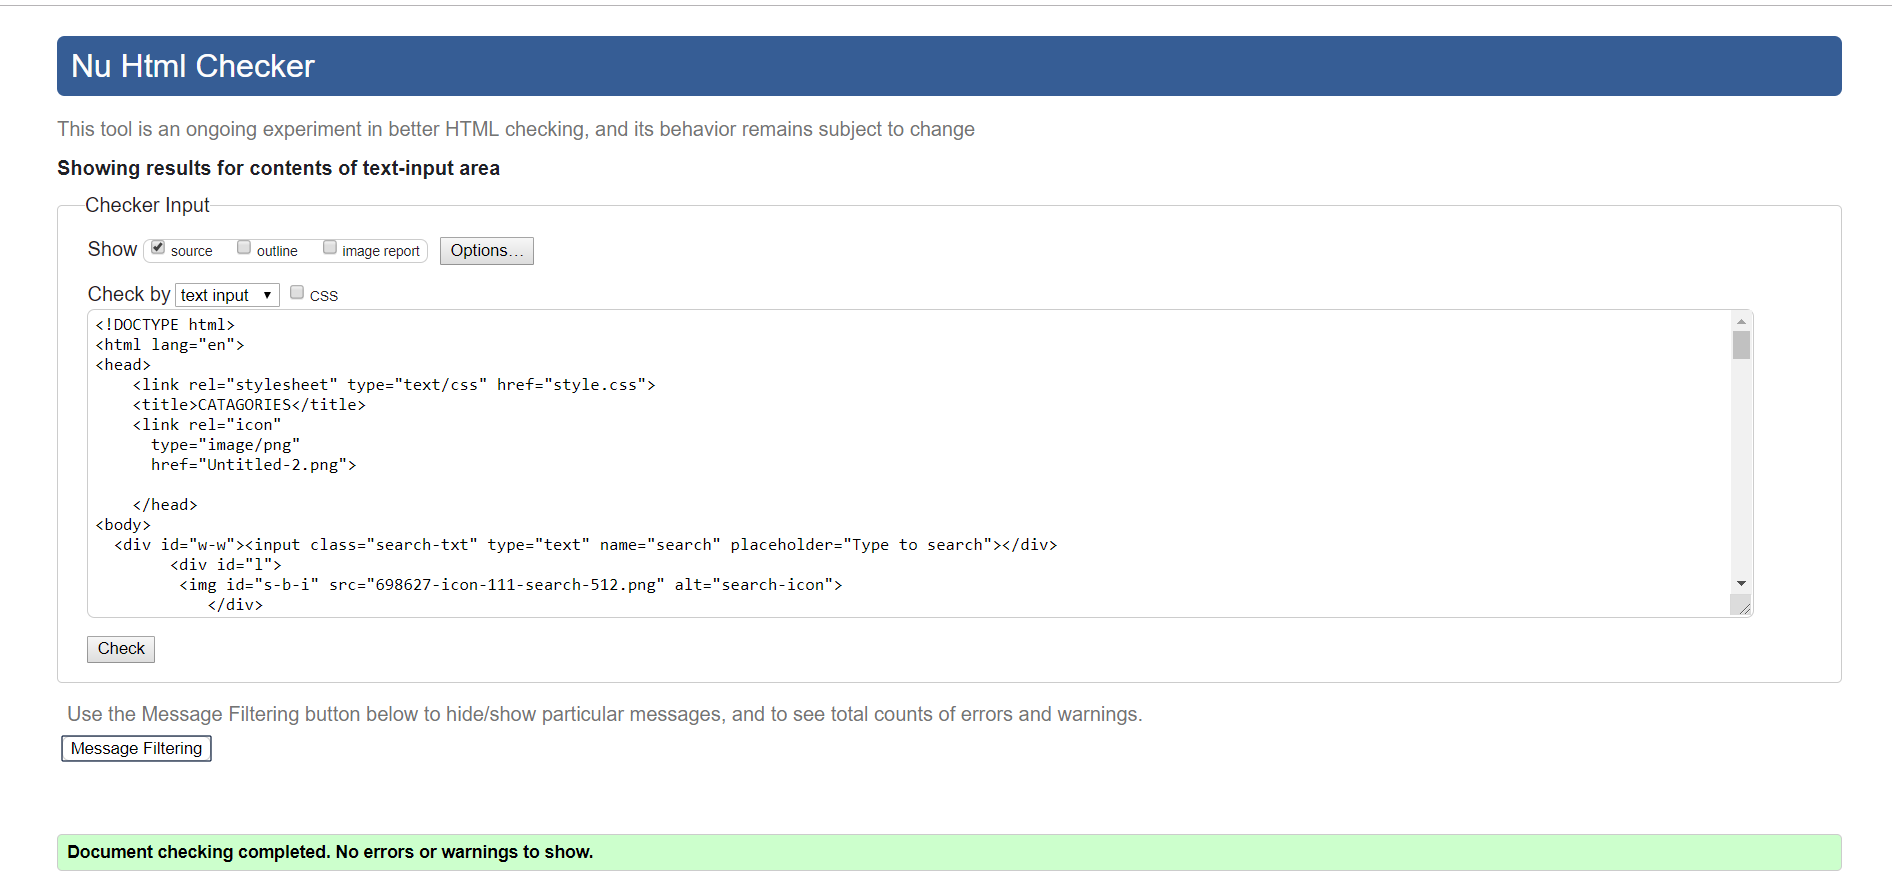 Nu Html Checker
This tool is an ongoing experiment in better HTML checking, and its behavior remains subject to change
Showing results for contents of text-input area
Checker Input
Show source outline image report Options...
Check by text input CSS
<!DOCTYPE html>
<html lang="en">
<head>
    <link rel="stylesheet" type="text/css" href="style.css">
    <title>CATAGORIES</title>
    <link rel="icon"
      type="image/png"
      href="Untitled-2.png">
    </head>
<body>
  <div id="w-w"><input class="search-txt" type="text" name="search" placeholder="Type to search"></div>
        <div id="l">
         <img id="s-b-i" src="698627-icon-111-search-512.png" alt="search-icon">
            </div>
Check
Use the Message Filtering button below to hide/show particular messages, and to see total counts of errors and warnings.
Message Filtering
Document checking completed. No errors or warnings to show.